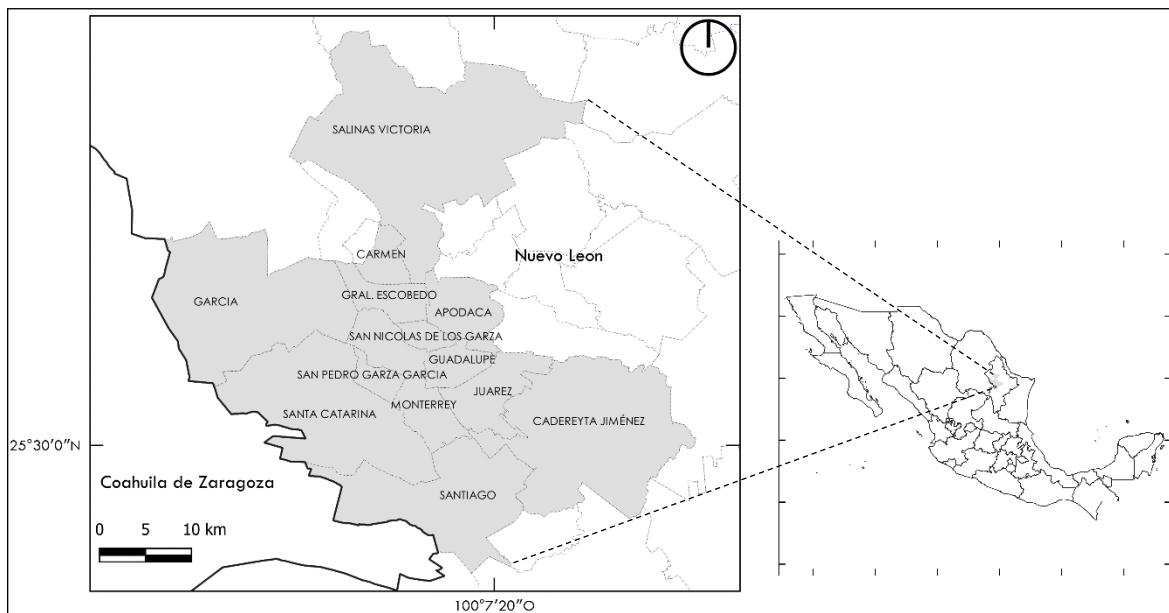 SALINAS VICTORIA
CARMEN
Nuevo Leon
GARCIA
GRAL. ESCOBEDO
APODACA
SAN NICOLAS DE LOS GARZA
GUADALUPE
SAN PEDRO GARZA GARCIA
JUAREZ
MONTERREY
SANTA CATARINA
CADEREYTA JIMÉNEZ
25°30'0"N
Coahuila de Zaragoza
SANTIAGO
0 5 10 km
100°7'20"O